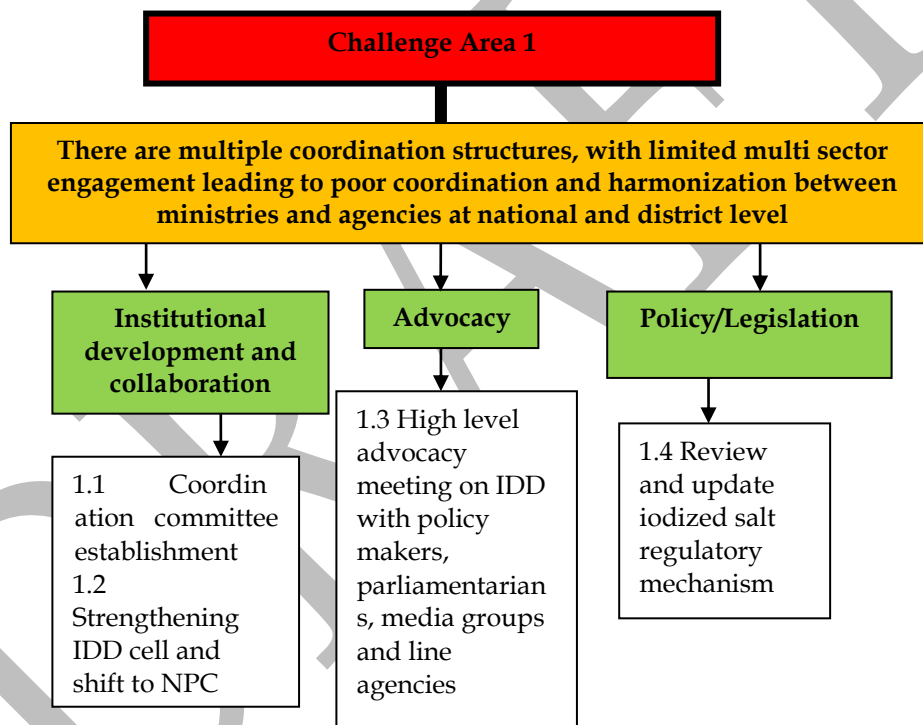 Challenge Area 1
There are multiple coordination structures, with limited multi sector
engagement leading to poor coordination and harmonization between
ministries and agencies at national and district level
Institutional
development and
collaboration
Advocacy
Policy/Legislation
1.1 Coordin
ation committee
establishment
1.2
Strengthening
IDD cell and
shift to NPC
1.3 High level
advocacy
meeting on IDD
with policy
makers,
parliamentarian
s, media groups
and line
agencies
1.4 Review
and update
iodized salt
regulatory
mechanism